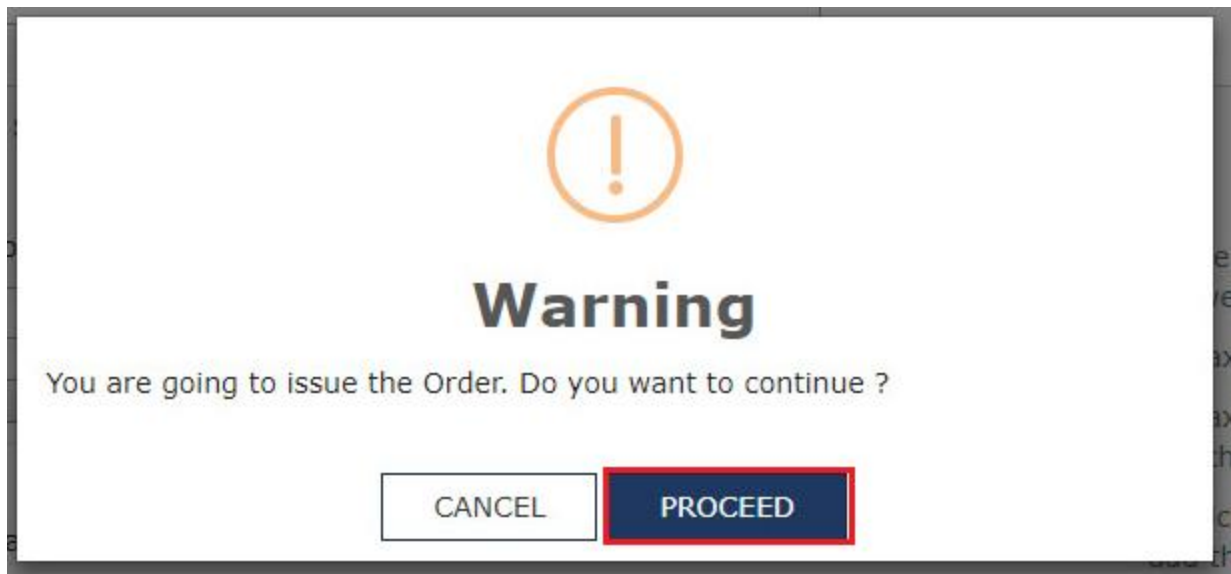 Warning
You are going to issue the Order. Do you want to continue ?
CANCEL
PROCEED